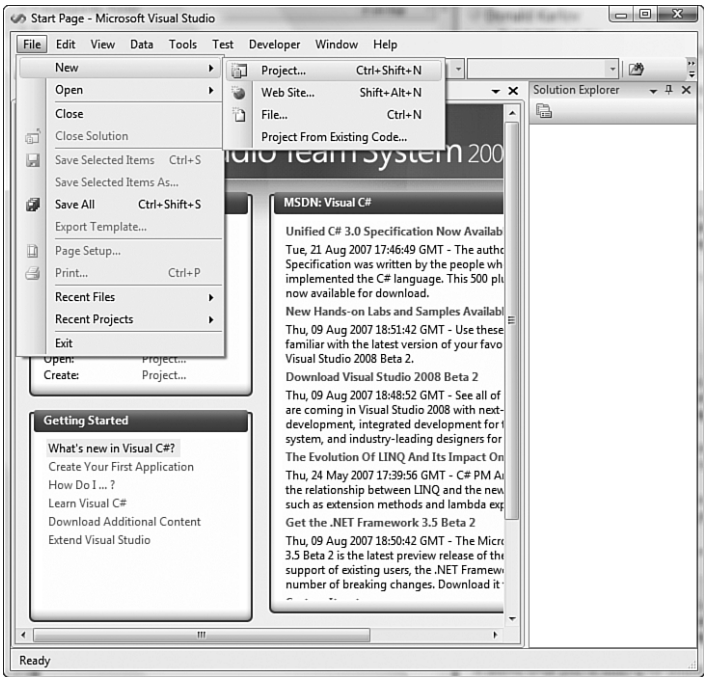 Start Page - Microsoft Visual Studio
File Edit View Data Tools Test Developer Window Help
New
Open
Close
Close Solution
Save Selected Items Ctrl+S
Save Selected Items As...
Save All Ctrl+Shift+S
Export Template...
Page Setup...
Print... Ctrl+P
Recent Files
Recent Projects
Exit
Project... Ctrl+Shift+N
Web Site... Shift+Alt+N
File... Ctrl+N
Project From Existing Code...
Solution Explorer
Team System 200
Open: Project...
Create: Project...
Getting Started
What's new in Visual C#?
Create Your First Application
How Do I ... ?
Learn Visual C#
Download Additional Content
Extend Visual Studio
MSDN: Visual C#
Unified C# 3.0 Specification Now Availab
Tue, 21 Aug 2007 17:46:49 GMT - The autho
Specification was written by the people wh
implemented the C# language. This 500 plu
now available for download.
New Hands-on Labs and Samples Availabl
Thu, 09 Aug 2007 18:51:42 GMT - Use these
familiar with the latest version of your favo
Visual Studio 2008 Beta 2.
Download Visual Studio 2008 Beta 2
Thu, 09 Aug 2007 18:48:52 GMT - See all of
are coming in Visual Studio 2008 with next-
development, integrated development for t
system, and industry-leading designers for
The Evolution Of LINQ And Its Impact On
Thu, 24 May 2007 17:39:56 GMT - C# PM A
the relationship between LINQ and the new
such as extension methods and lambda exp
Get the .NET Framework 3.5 Beta 2
Thu, 09 Aug 2007 18:50:42 GMT - The Micro
3.5 Beta 2 is the latest preview release of the
support of existing users, the .NET Framew
number of breaking changes. Download it
Ready